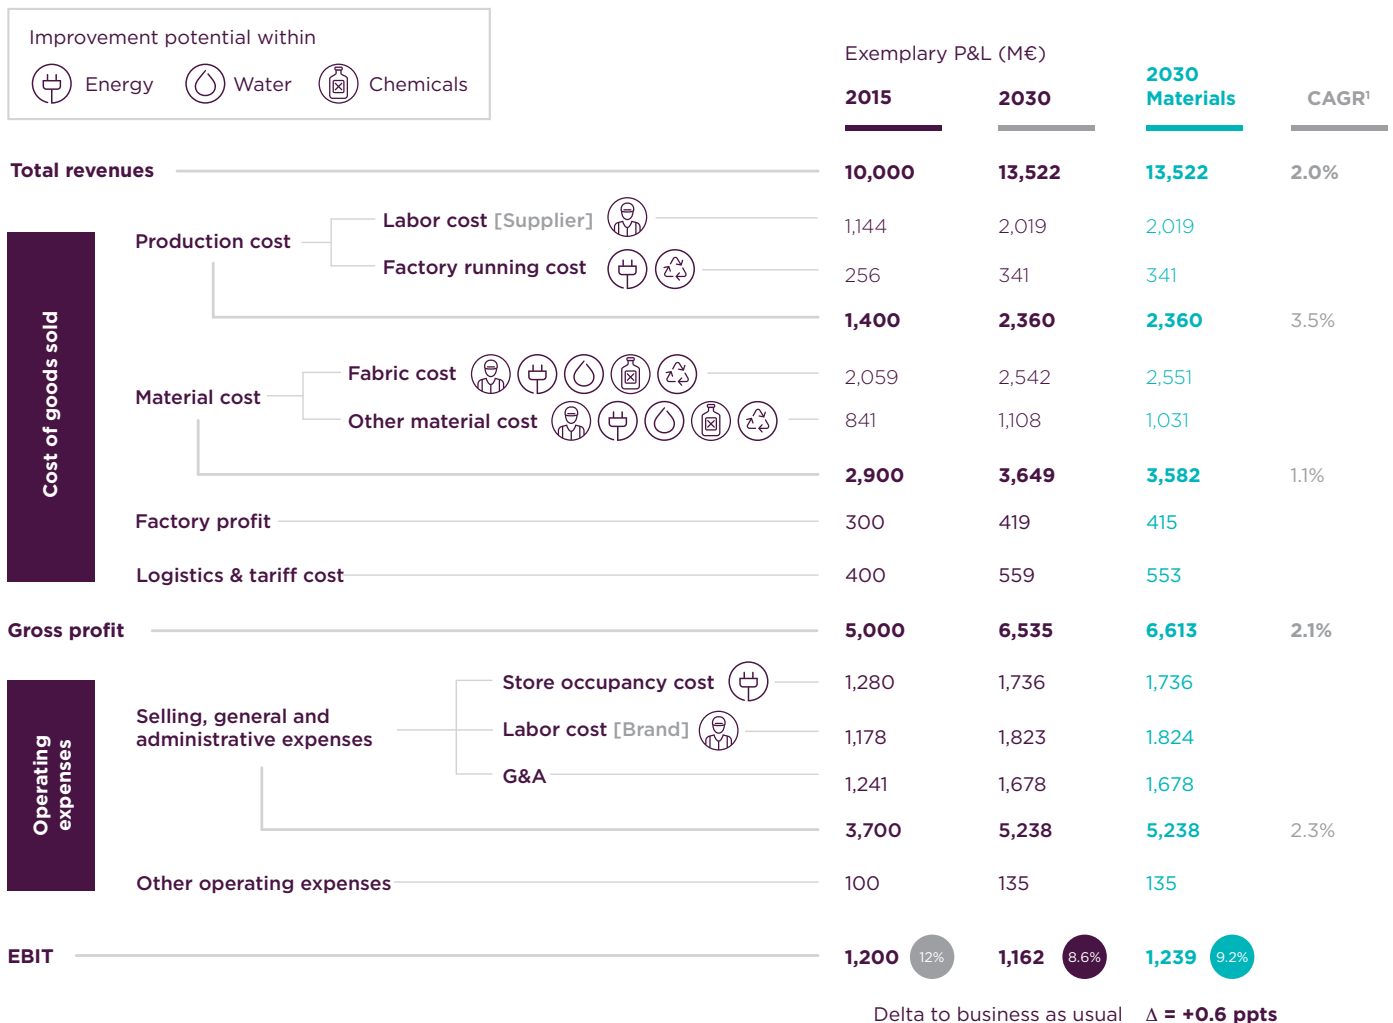 Improvement potential within
Energy Water Chemicals
Exemplary P&L (M€)
2015 2030 2030 Materials CAGR¹
Total revenues 10,000 13,522 13,522 2.0%
Cost of goods sold
Production cost
Labor cost [Supplier] 1,144 2,019 2,019
Factory running cost 256 341 341
1,400 2,360 2,360 3.5%
Material cost
Fabric cost 2,059 2,542 2,551
Other material cost 841 1,108 1,031
2,900 3,649 3,582 1.1%
Factory profit 300 419 415
Logistics & tariff cost 400 559 553
Gross profit 5,000 6,535 6,613 2.1%
Operating expenses
Selling, general and
administrative expenses
Store occupancy cost 1,280 1,736 1,736
Labor cost [Brand] 1,178 1,823 1.824
G&A 1,241 1,678 1,678
3,700 5,238 5,238 2.3%
Other operating expenses 100 135 135
EBIT 1,200 12% 1,162 8.6% 1,239 9.2%
Delta to business as usual Δ = +0.6 ppts